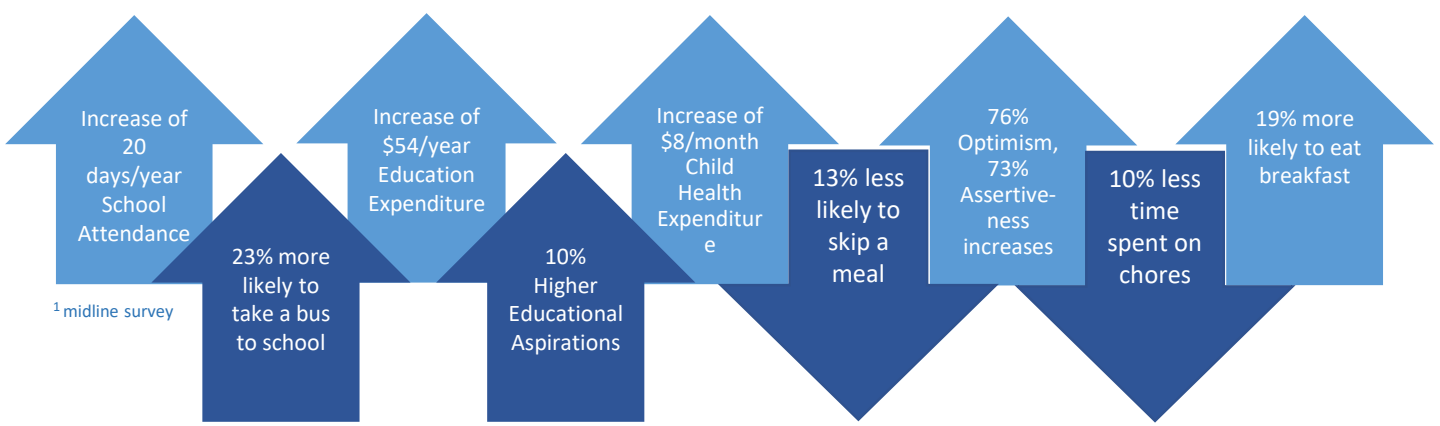 Increase of
20
days/year
School
Attendance
23% more
likely to
take a bus
to school
Increase of
$54/year
Education
Expenditure
10%
Higher
Educational
Aspirations
Increase of
$8/month
Child
Health
Expenditur
e
13% less
likely to
skip a
meal
76%
Optimism,
73%
Assertive-
ness
increases
10% less
time
spent on
chores
19% more
likely to eat
breakfast
1 midline survey